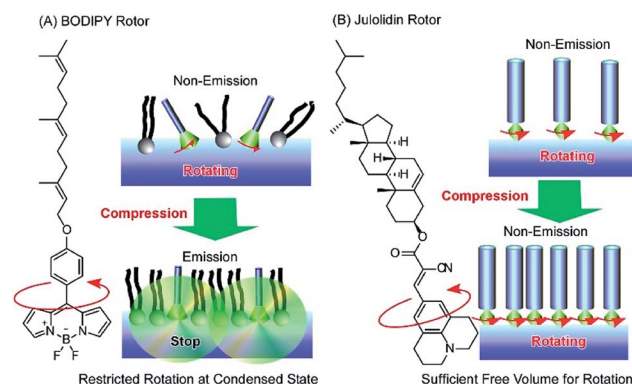 (A) BODIPY Rotor
Non-Emission
Rotating
Compression
Emission
Stop
O
N
N
+
B
-
F
F
Restricted Rotation at Condensed State
(B) Julolidin Rotor
Non-Emission
Rotating
Compression
Non-Emission
Rotating
H
H
H
O
O
CN
N
Sufficient Free Volume for Rotation